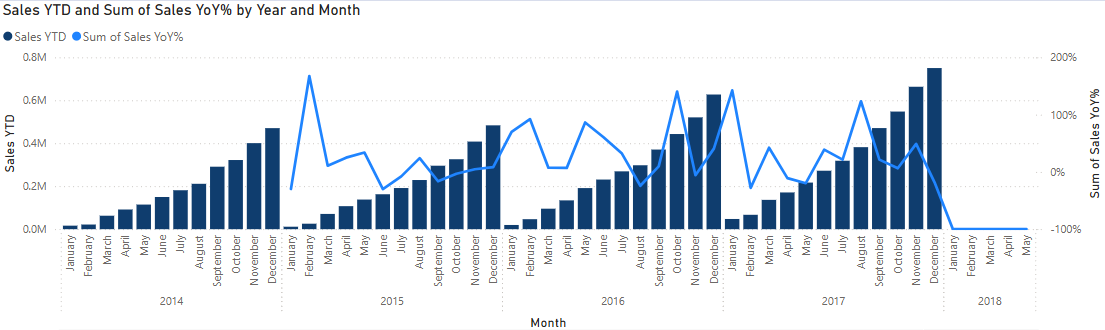 Sales YTD and Sum of Sales YoY% by Year and Month
Sales YTD Sum of Sales YoY%
0.8M
0.6M
0.4M
0.2M
0.0M
Sales YTD
200%
100%
0%
-100%
Sum of Sales YoY%
January February March April May June July August September October November December
January February March April May June July August September October November December
January February March April May June July August September October November December
January February March April May June July August September October November December
January February March April May
2014 2015 2016 2017 2018
Month